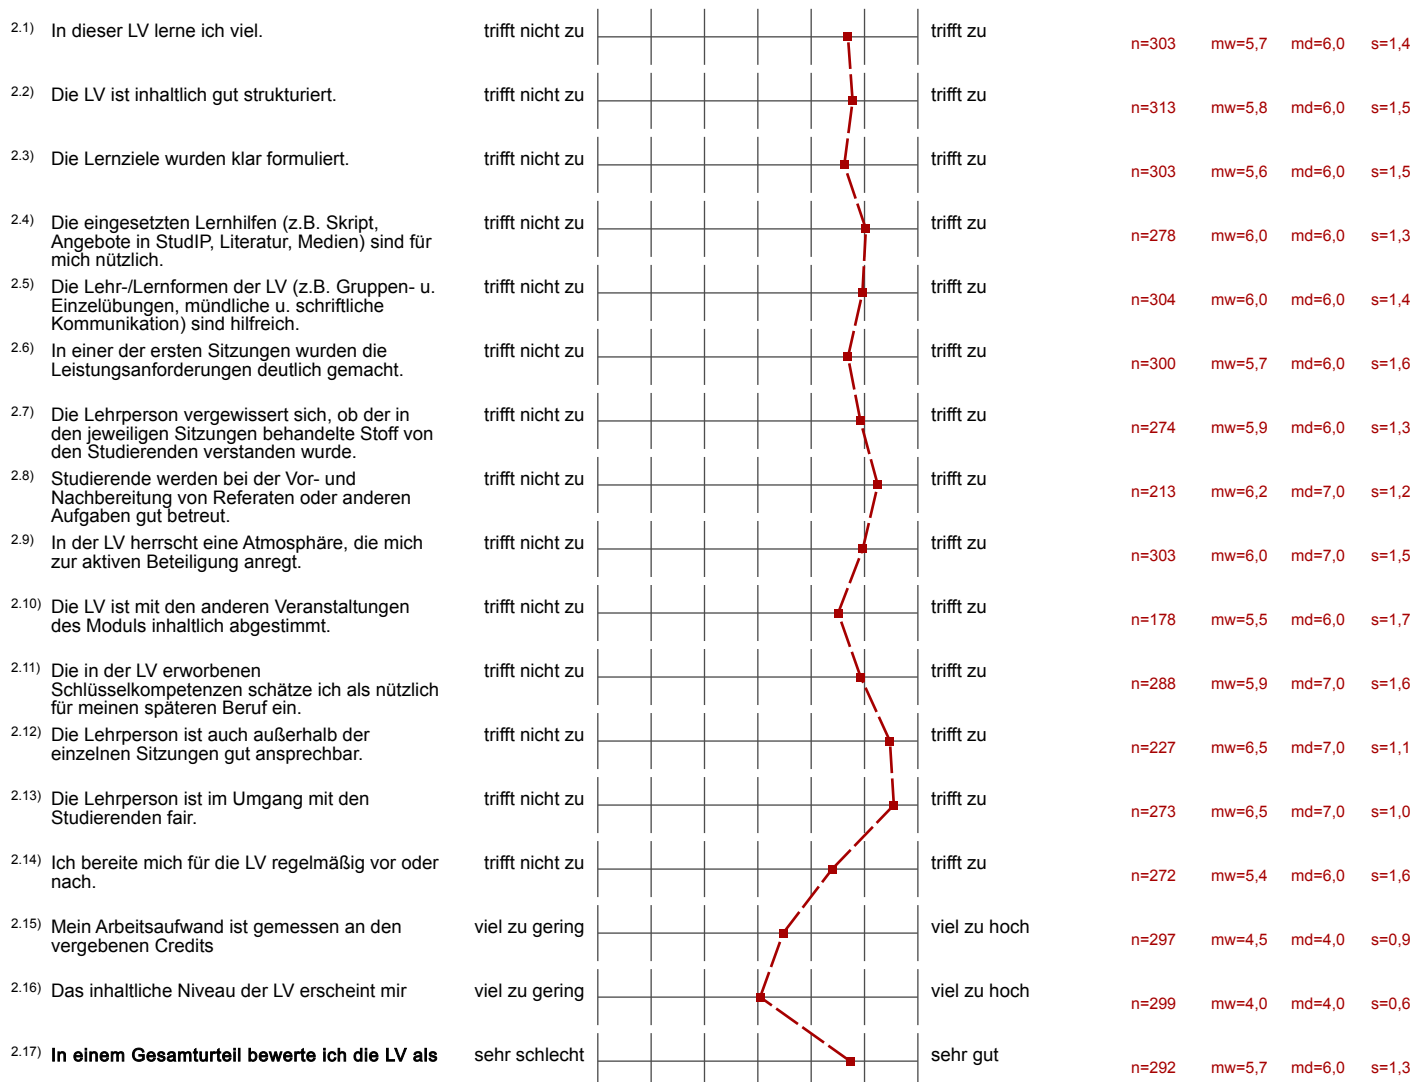 2.1) In dieser LV lerne ich viel. trifft nicht zu trifft zu n=303 mw=5,7 md=6,0 s=1,4
2.2) Die LV ist inhaltlich gut strukturiert. trifft nicht zu trifft zu n=313 mw=5,8 md=6,0 s=1,5
2.3) Die Lernziele wurden klar formuliert. trifft nicht zu trifft zu n=303 mw=5,6 md=6,0 s=1,5
2.4) Die eingesetzten Lernhilfen (z.B. Skript, trifft nicht zu trifft zu
Angebote in StudIP, Literatur, Medien) sind für n=278 mw=6,0 md=6,0 s=1,3
mich nützlich.
2.5) Die Lehr-/Lernformen der LV (z.B. Gruppen- u. trifft nicht zu trifft zu
Einzelübungen, mündliche u. schriftliche n=304 mw=6,0 md=6,0 s=1,4
Kommunikation) sind hilfreich.
2.6) In einer der ersten Sitzungen wurden die trifft nicht zu trifft zu
Leistungsanforderungen deutlich gemacht. n=300 mw=5,7 md=6,0 s=1,6
2.7) Die Lehrperson vergewissert sich, ob der in trifft nicht zu trifft zu
den jeweiligen Sitzungen behandelte Stoff von n=274 mw=5,9 md=6,0 s=1,3
den Studierenden verstanden wurde.
2.8) Studierende werden bei der Vor- und trifft nicht zu trifft zu
Nachbereitung von Referaten oder anderen n=213 mw=6,2 md=7,0 s=1,2
Aufgaben gut betreut.
2.9) In der LV herrscht eine Atmosphäre, die mich trifft nicht zu trifft zu
zur aktiven Beteiligung anregt. n=303 mw=6,0 md=7,0 s=1,5
2.10) Die LV ist mit den anderen Veranstaltungen trifft nicht zu trifft zu
des Moduls inhaltlich abgestimmt. n=178 mw=5,5 md=6,0 s=1,7
2.11) Die in der LV erworbenen trifft nicht zu trifft zu
Schlüsselkompetenzen schätze ich als nützlich n=288 mw=5,9 md=7,0 s=1,6
für meinen späteren Beruf ein.
2.12) Die Lehrperson ist auch außerhalb der trifft nicht zu trifft zu
einzelnen Sitzungen gut ansprechbar. n=227 mw=6,5 md=7,0 s=1,1
2.13) Die Lehrperson ist im Umgang mit den trifft nicht zu trifft zu
Studierenden fair. n=273 mw=6,5 md=7,0 s=1,0
2.14) Ich bereite mich für die LV regelmäßig vor oder trifft nicht zu trifft zu
nach. n=272 mw=5,4 md=6,0 s=1,6
2.15) Mein Arbeitsaufwand ist gemessen an den viel zu gering viel zu hoch
vergebenen Credits n=297 mw=4,5 md=4,0 s=0,9
2.16) Das inhaltliche Niveau der LV erscheint mir viel zu gering viel zu hoch n=299 mw=4,0 md=4,0 s=0,6
2.17) In einem Gesamturteil bewerte ich die LV als sehr schlecht sehr gut n=292 mw=5,7 md=6,0 s=1,3